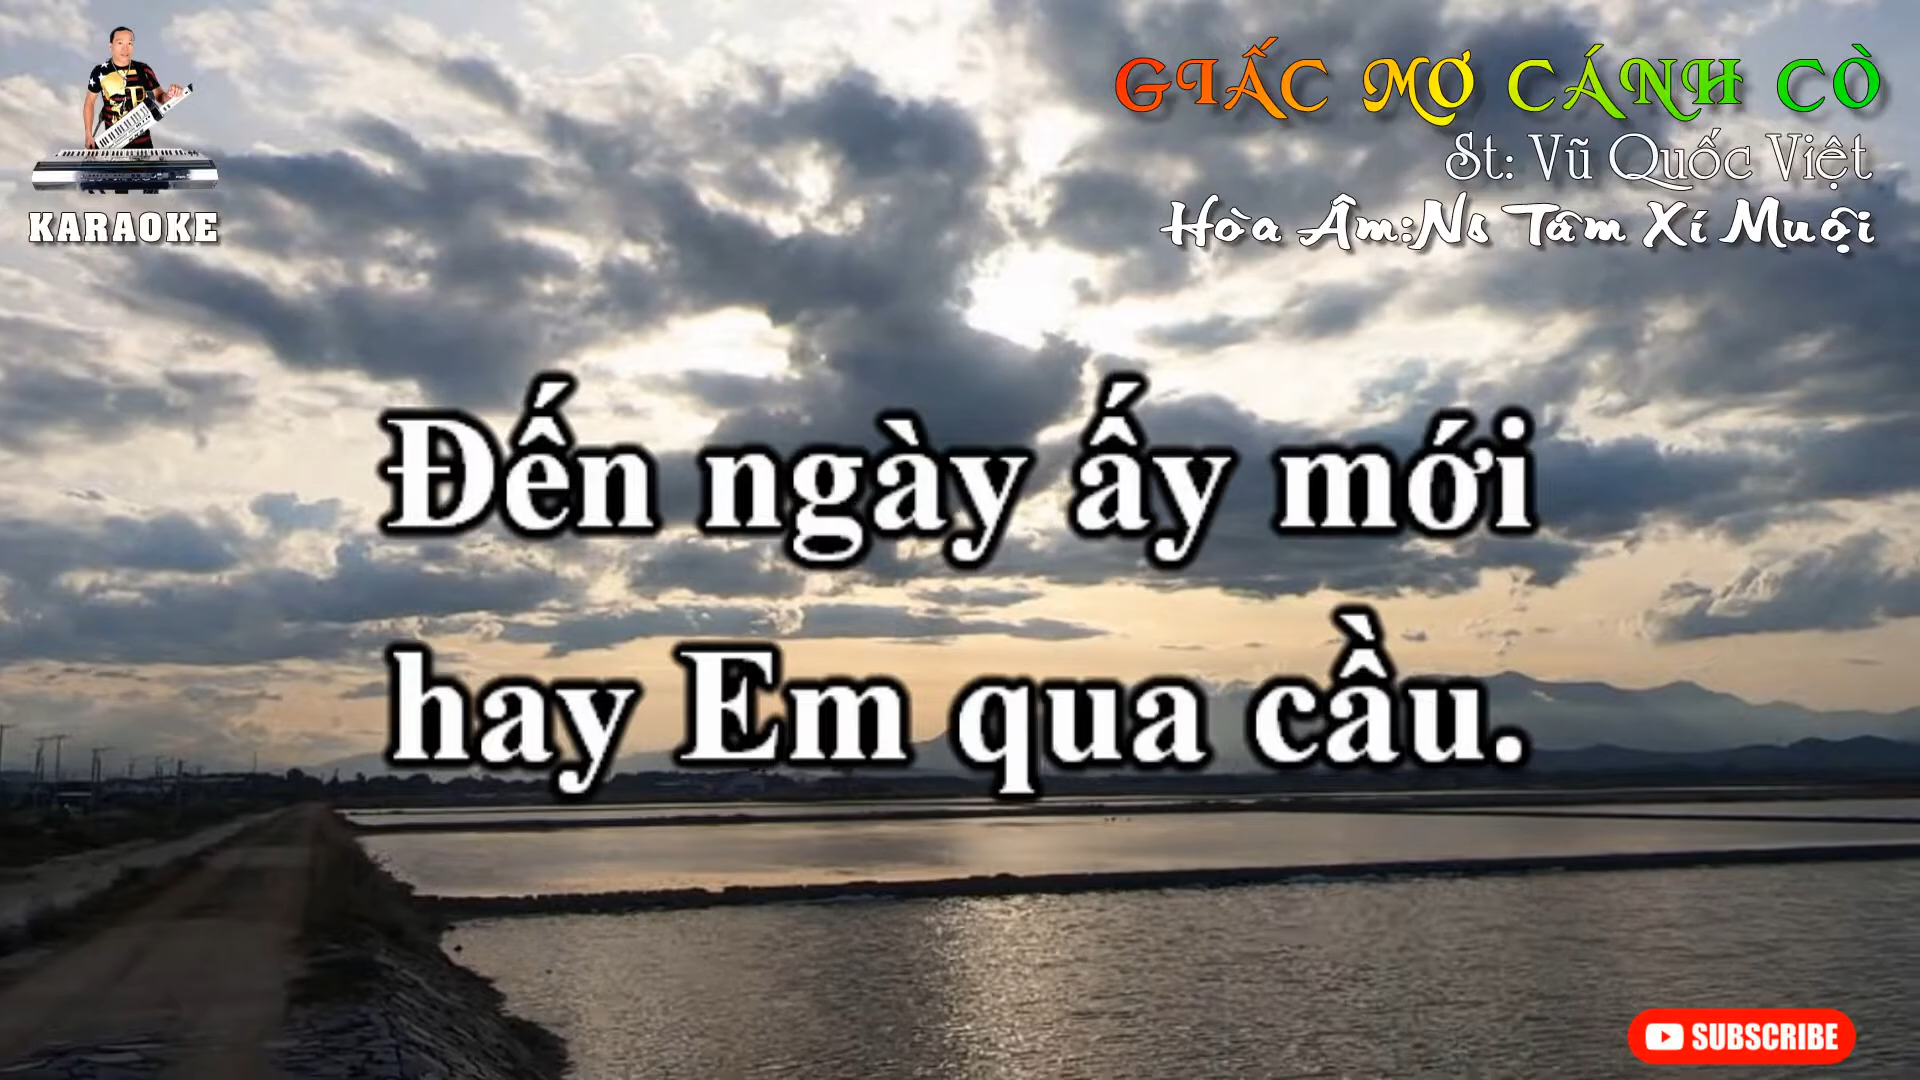 GIẤC MƠ CÁNH CÒ
St: Vũ Quốc Việt
Hòa Âm:Ns Tâm Xí Muội
KARAOKE
Đến ngày ấy mới
hay Em qua cầu.
SUBSCRIBE